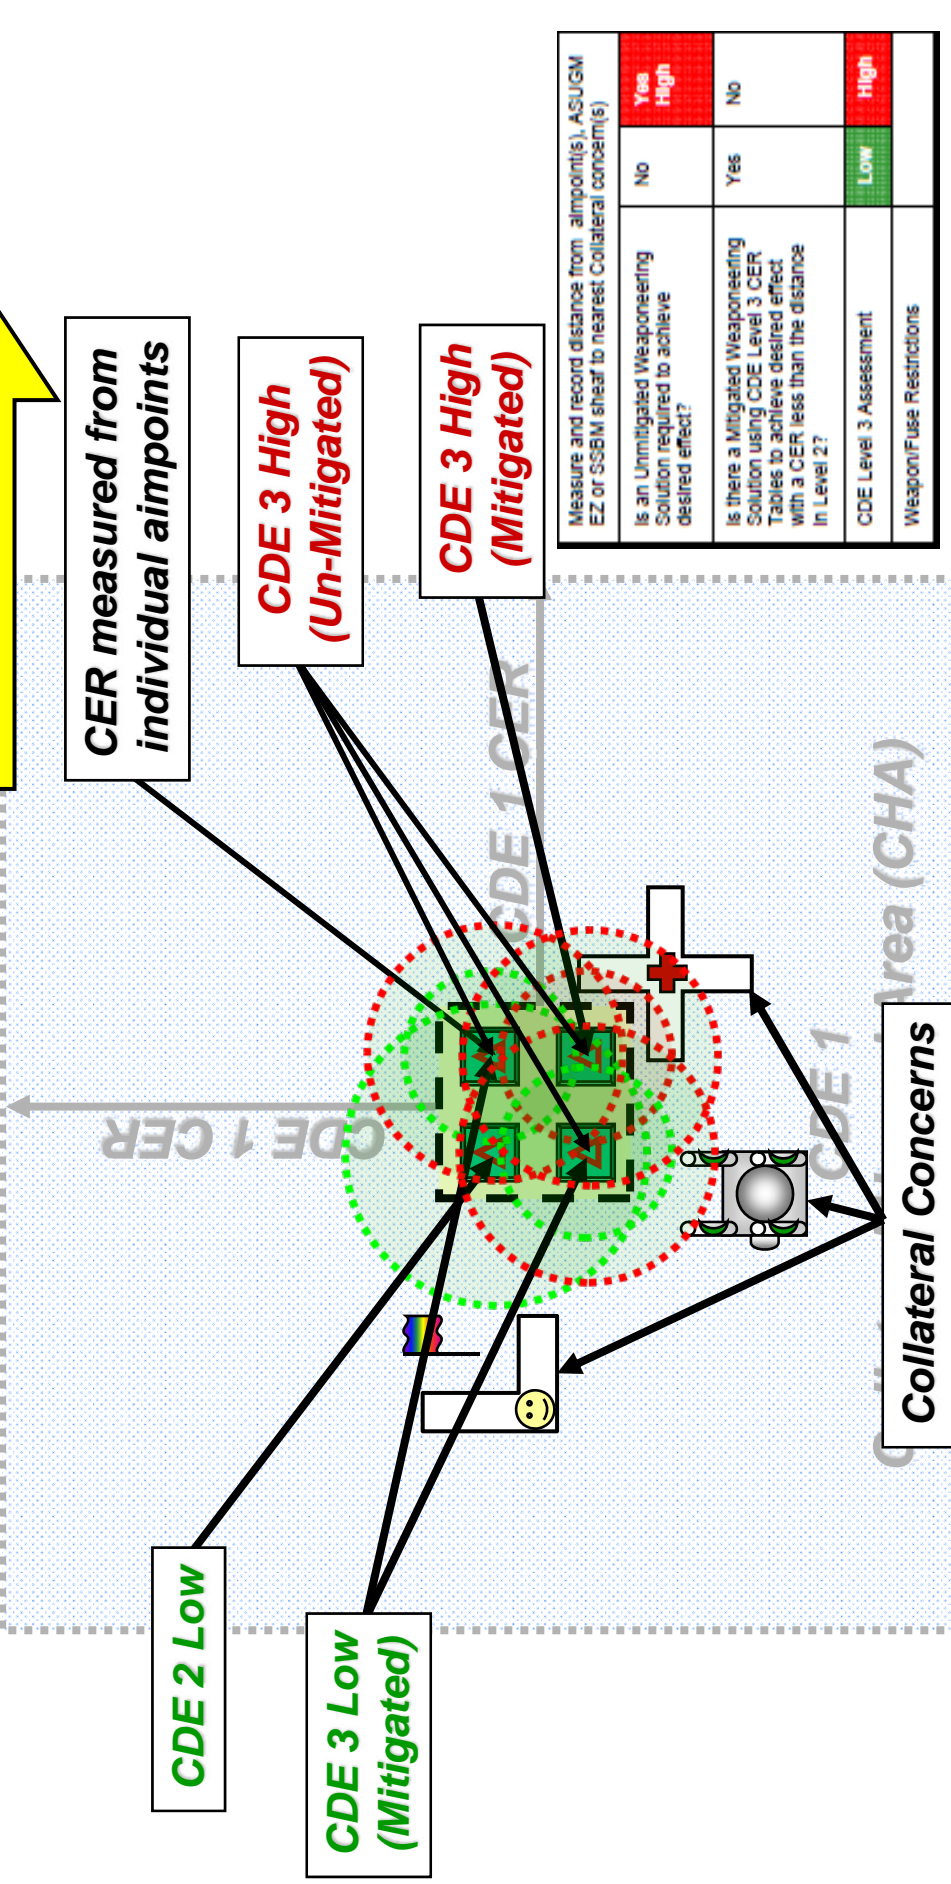 CER measured from
individual aimpoints
CDE 3 High
(Un-Mitigated)
CDE 3 High
(Mitigated)
CDE 2 Low
CDE 3 Low
(Mitigated)
CDE 1 CER
CDE 1 CER
CDE 1
Area (CHA)
Collateral Concerns
Measure and record distance from aimpoint(s), ASUGM
EZ or SSBM sheaf to nearest Collateral concern(s)
Is an Unmitigated Weaponeering
Solution required to achieve
desired effect?
No
Yes
High
Is there a Mitigated Weaponeering
Solution using CDE Level 3 CER
Tables to achieve desired effect
with a CER less than the distance
in Level 2?
Yes
No
CDE Level 3 Assessment
Low
High
Weapon/Fuse Restrictions